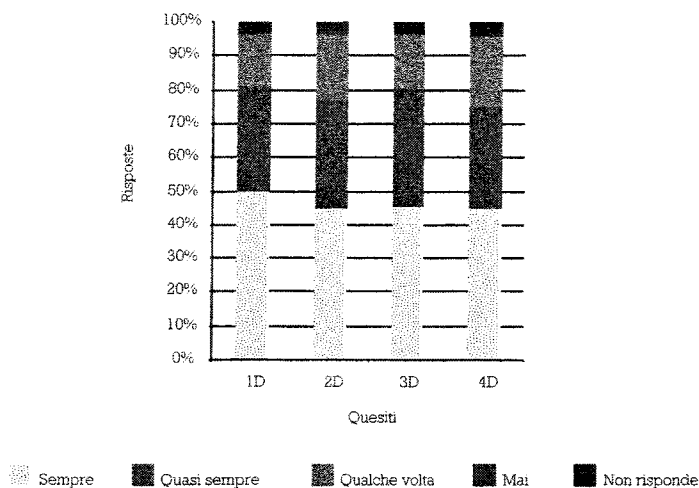 100%
90%
80%
70%
60%
50%
40%
30%
20%
10%
0%
Risposte
1D 2D 3D 4D
Quesiti
Sempre Quasi sempre Qualche volta Mai Non risponde